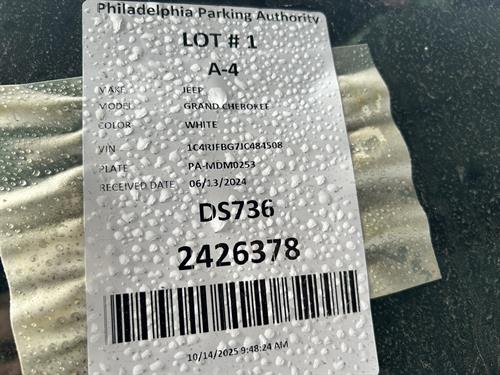 Philadelphia Parking Authority
LOT # 1
A-4
MAKE JEEP
MODEL GRAND CHEROKEE
COLOR WHITE
VIN 1C4RJFBG7JC484508
PLATE PA-MDM0253
RECEIVED DATE 06/13/2024
DS736
2426378
10/14/2025 9:48:24 AM